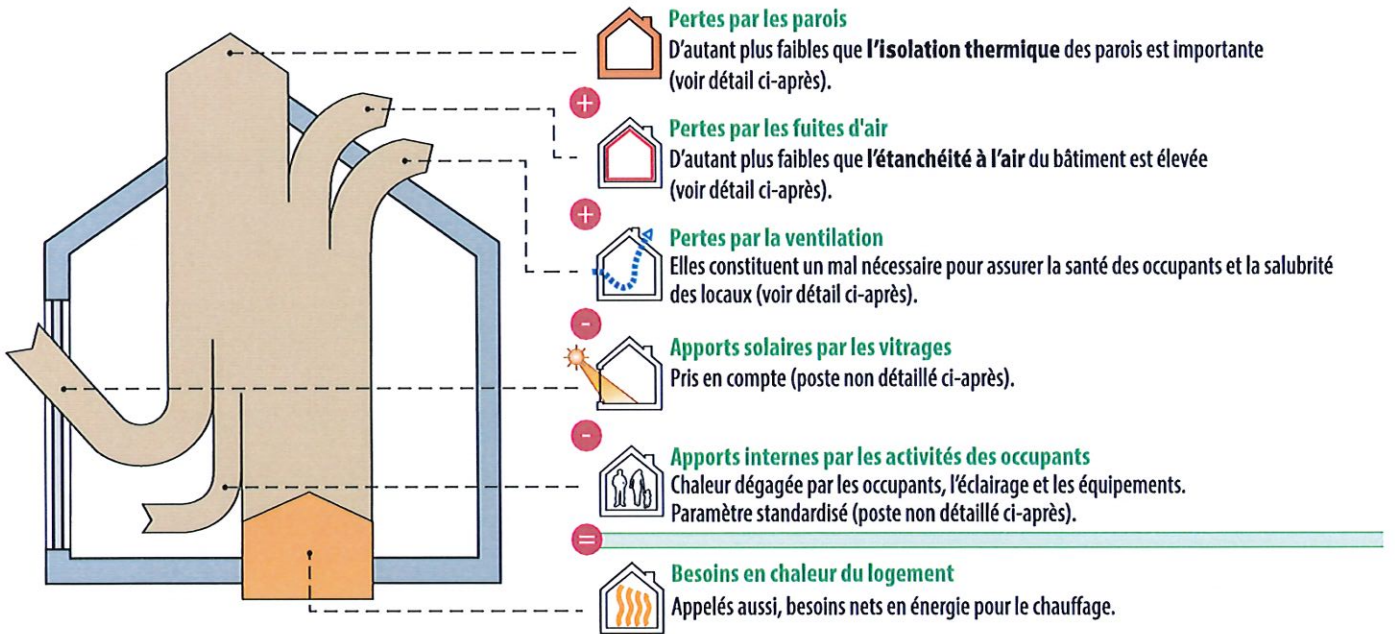 Pertes par les parois
D'autant plus faibles que l'isolation thermique des parois est importante
(voir détail ci-après).
+
Pertes par les fuites d'air
D'autant plus faibles que l'étanchéité à l'air du bâtiment est élevée
(voir détail ci-après).
+
Pertes par la ventilation
Elles constituent un mal nécessaire pour assurer la santé des occupants et la salubrité
des locaux (voir détail ci-après).
-
Apports solaires par les vitrages
Pris en compte (poste non détaillé ci-après).
-
Apports internes par les activités des occupants
Chaleur dégagée par les occupants, l'éclairage et les équipements.
Paramètre standardisé (poste non détaillé ci-après).
=
Besoins en chaleur du logement
Appelés aussi, besoins nets en énergie pour le chauffage.